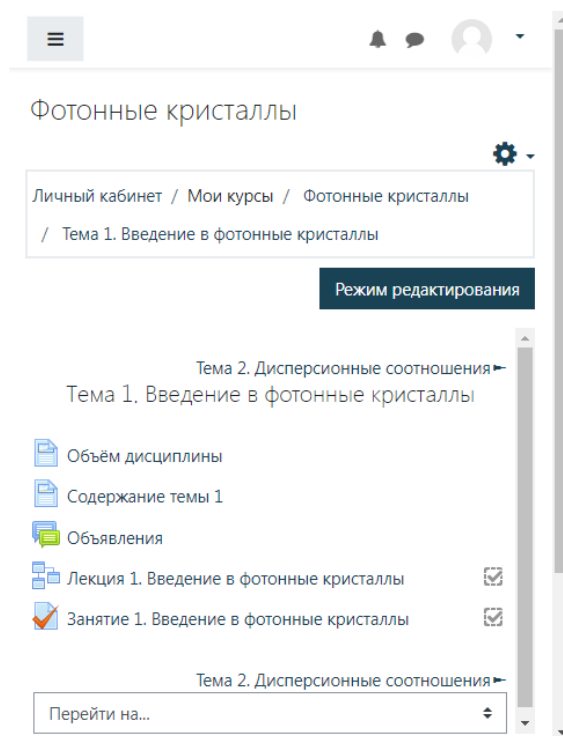 Фотонные кристаллы
Личный кабинет / Мои курсы / Фотонные кристаллы
/ Тема 1. Введение в фотонные кристаллы
Режим редактирования
Тема 2. Дисперсионные соотношения
Тема 1. Введение в фотонные кристаллы
Объём дисциплины
Содержание темы 1
Объявления
Лекция 1. Введение в фотонные кристаллы
Занятие 1. Введение в фотонные кристаллы
Тема 2. Дисперсионные соотношения
Перейти на...